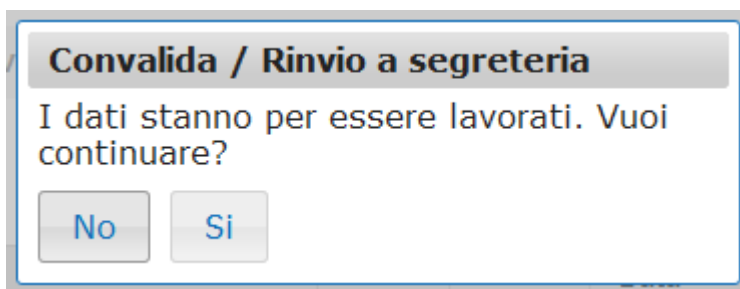 Convalida / Rinvio a segreteria
I dati stanno per essere lavorati. Vuoi
continuare?
No
Si